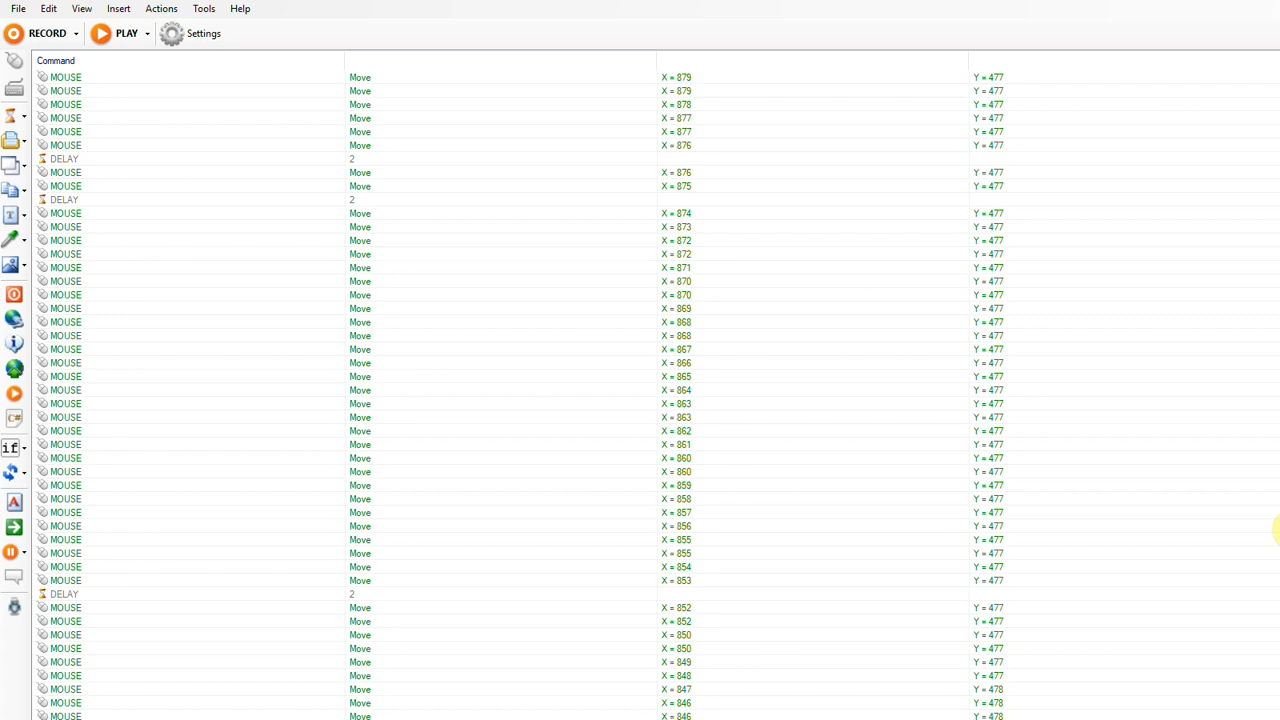 File Edit View Insert Actions Tools Help
RECORD PLAY Settings
Command
MOUSE Move X = 879 Y = 477
MOUSE Move X = 879 Y = 477
MOUSE Move X = 878 Y = 477
MOUSE Move X = 877 Y = 477
MOUSE Move X = 877 Y = 477
MOUSE Move X = 876 Y = 477
DELAY 2
MOUSE Move X = 876 Y = 477
MOUSE Move X = 875 Y = 477
DELAY 2
MOUSE Move X = 874 Y = 477
MOUSE Move X = 873 Y = 477
MOUSE Move X = 872 Y = 477
MOUSE Move X = 872 Y = 477
MOUSE Move X = 871 Y = 477
MOUSE Move X = 870 Y = 477
MOUSE Move X = 870 Y = 477
MOUSE Move X = 869 Y = 477
MOUSE Move X = 868 Y = 477
MOUSE Move X = 868 Y = 477
MOUSE Move X = 867 Y = 477
MOUSE Move X = 866 Y = 477
MOUSE Move X = 865 Y = 477
MOUSE Move X = 864 Y = 477
MOUSE Move X = 863 Y = 477
C# MOUSE Move X = 863 Y = 477
MOUSE Move X = 862 Y = 477
if MOUSE Move X = 861 Y = 477
MOUSE Move X = 860 Y = 477
MOUSE Move X = 860 Y = 477
MOUSE Move X = 859 Y = 477
MOUSE Move X = 858 Y = 477
MOUSE Move X = 857 Y = 477
MOUSE Move X = 856 Y = 477
MOUSE Move X = 855 Y = 477
MOUSE Move X = 855 Y = 477
MOUSE Move X = 854 Y = 477
MOUSE Move X = 853 Y = 477
DELAY 2
MOUSE Move X = 852 Y = 477
MOUSE Move X = 852 Y = 477
MOUSE Move X = 850 Y = 477
MOUSE Move X = 850 Y = 477
MOUSE Move X = 849 Y = 477
MOUSE Move X = 848 Y = 477
MOUSE Move X = 847 Y = 478
MOUSE Move X = 846 Y = 478
MOUSE Move X = 846 Y = 478